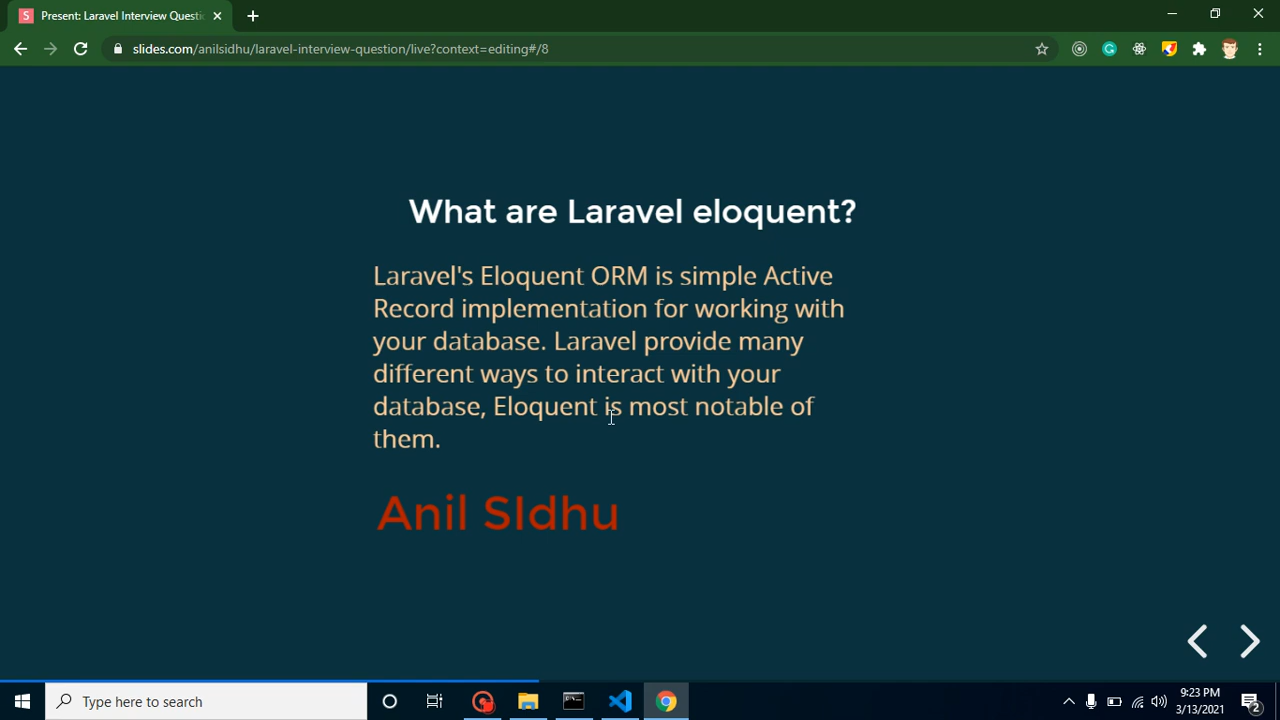 Present: Laravel Interview Questi
slides.com/anilsidhu/laravel-interview-question/live?context=editing#/8
What are Laravel eloquent?
Laravel's Eloquent ORM is simple Active
Record implementation for working with
your database. Laravel provide many
different ways to interact with your
database, Eloquent is most notable of
them.
Anil SIdhu
Type here to search
9:23 PM
3/13/2021
2